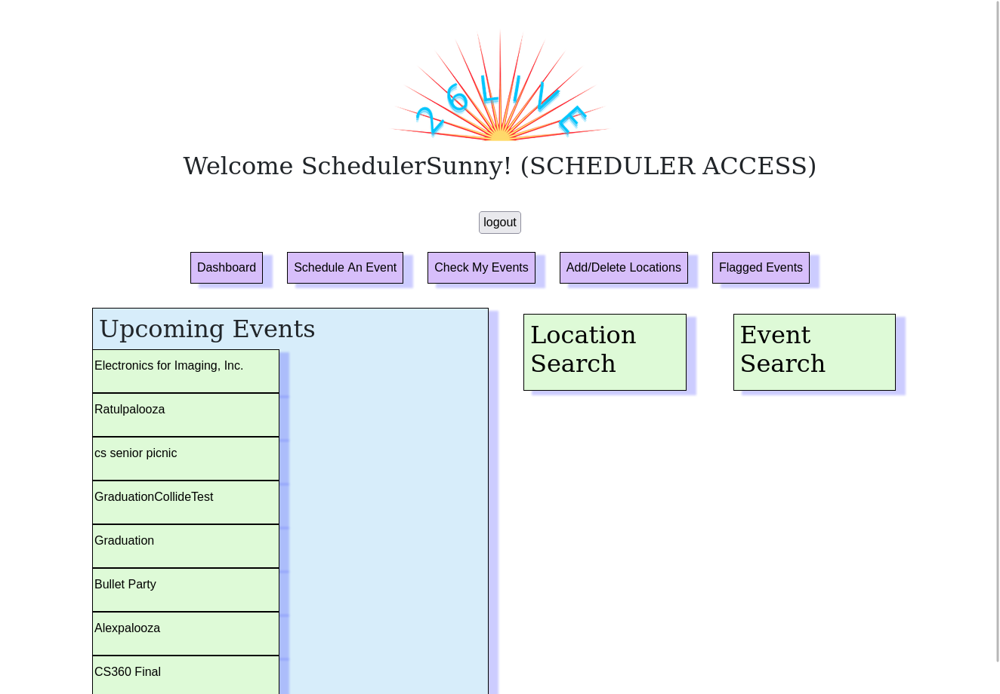 26LIVE
Welcome SchedulerSunny! (SCHEDULER ACCESS)
logout
Dashboard
Schedule An Event
Check My Events
Add/Delete Locations
Flagged Events
Upcoming Events
Electronics for Imaging, Inc.
Ratulpalooza
cs senior picnic
GraduationCollideTest
Graduation
Bullet Party
Alexpalooza
CS360 Final
Location
Search
Event
Search